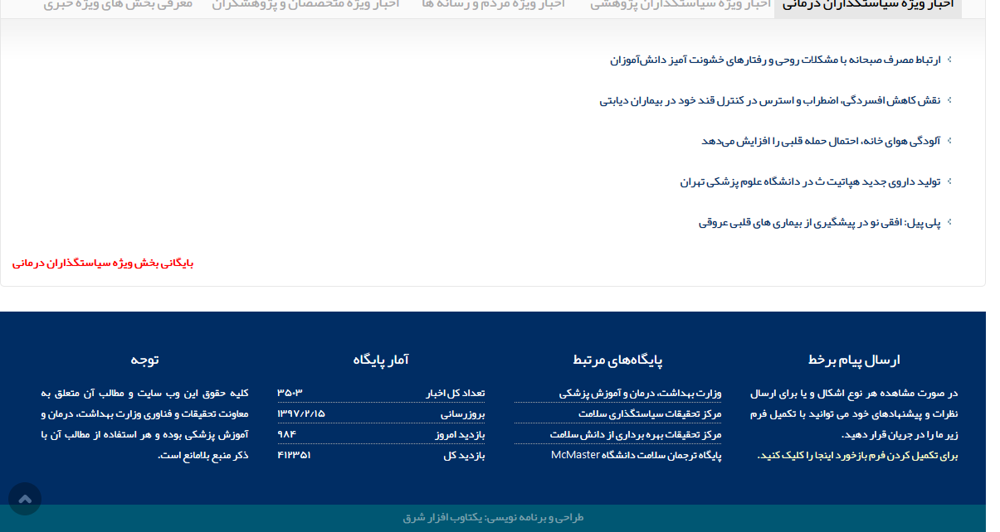 اخبار ویژه سیاستگذاران درمانی
اخبار ویژه سیاستگذاران پژوهشی
اخبار ویژه مردم و رسانه ها
اخبار ویژه متخصصان و پژوهشگران
معرفی بخش های ویژه خبری
ارتباط مصرف صبحانه با مشکلات روحی و رفتارهای خشونت آمیز دانش‌آموزان
نقش کاهش افسردگی، اضطراب و استرس در کنترل قند خود در بیماران دیابتی
آلودگی هوای خانه، احتمال حمله قلبی را افزایش می‌دهد
تولید داروی جدید هپاتیت ث در دانشگاه علوم پزشکی تهران
پلی پیل: افقی نو در پیشگیری از بیماری های قلبی عروقی
بایگانی بخش ویژه سیاستگذاران درمانی
ارسال پیام برخط
در صورت مشاهده هر نوع اشکال و یا برای ارسال
نظرات و پیشنهادهای خود می توانید با تکمیل فرم
زیر ما را در جریان قرار دهید.
برای تکمیل کردن فرم بازخورد اینجا را کلیک کنید.
پایگاه‌های مرتبط
وزارت بهداشت، درمان و آموزش پزشکی
مرکز تحقیقات سیاستگذاری سلامت
مرکز تحقیقات بهره برداری از دانش سلامت
پایگاه ترجمان سلامت دانشگاه McMaster
آمار پایگاه
تعداد کل اخبار ۳۵۰۳
بروزرسانی ۱۳۹۷/۲/۱۵
بازدید امروز ۹۸۴
بازدید کل ۴۱۲۳۵۱
توجه
کلیه حقوق این وب سایت و مطالب آن متعلق به
معاونت تحقیقات و فناوری وزارت بهداشت، درمان و
آموزش پزشکی بوده و هر استفاده از مطالب آن با
ذکر منبع بلامانع است.
طراحی و برنامه نویسی: یکتاوب افزار شرق